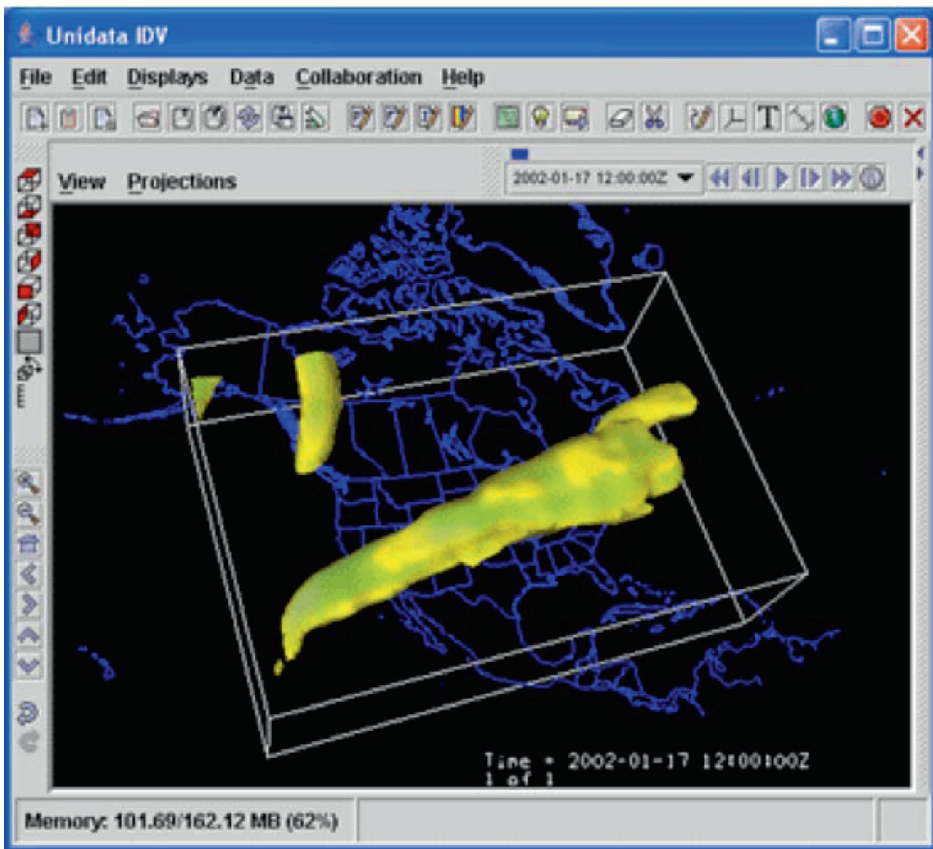 Unidata IDV
File Edit Displays Data Collaboration Help
View Projections
2002-01-17 12:00:00Z
Time = 2002-01-17 12:00:00Z
1 of 1
Memory: 101.69/162.12 MB (62%)